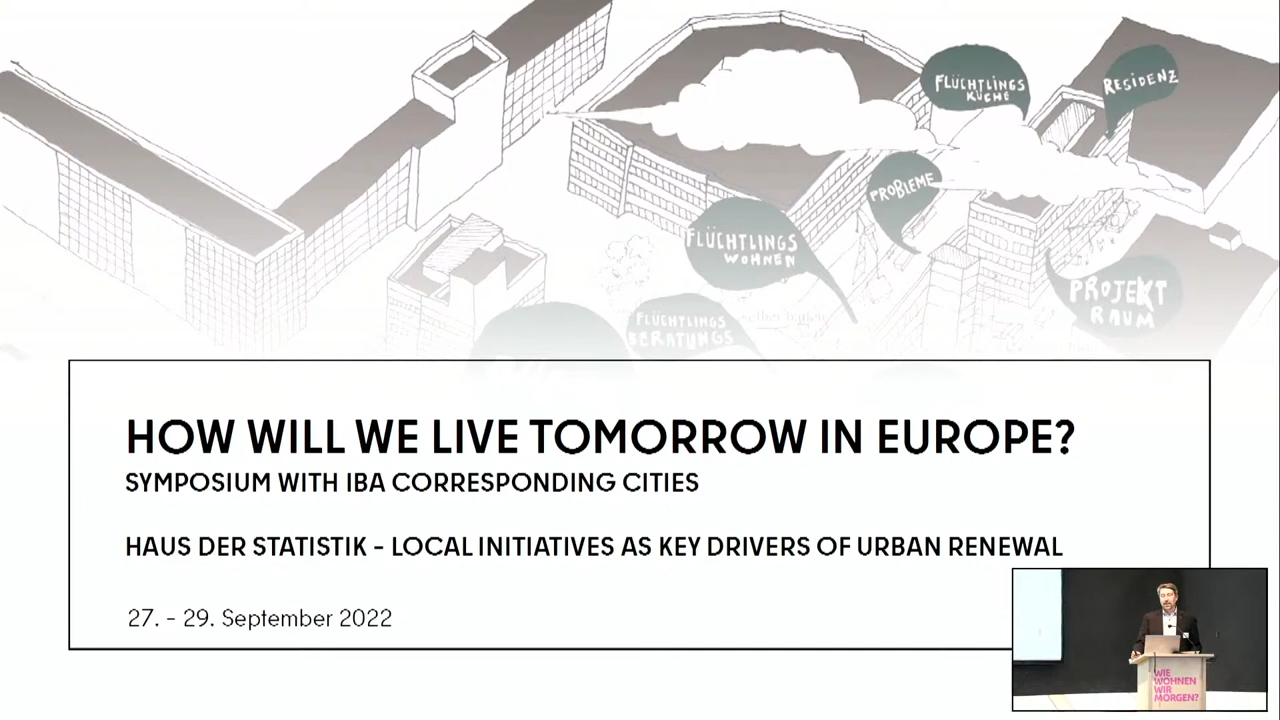 FLÜCHTLINGS
KÜCHE
RESIDENZ
PROBLEME
FLÜCHTLINGS
WOHNEN
PROJEKT
RAUM
FLÜCHTLINGS
BERATUNGS
HOW WILL WE LIVE TOMORROW IN EUROPE?
SYMPOSIUM WITH IBA CORRESPONDING CITIES
HAUS DER STATISTIK - LOCAL INITIATIVES AS KEY DRIVERS OF URBAN RENEWAL
27. - 29. September 2022
WIE
WOHNEN
WIR
MORGEN?